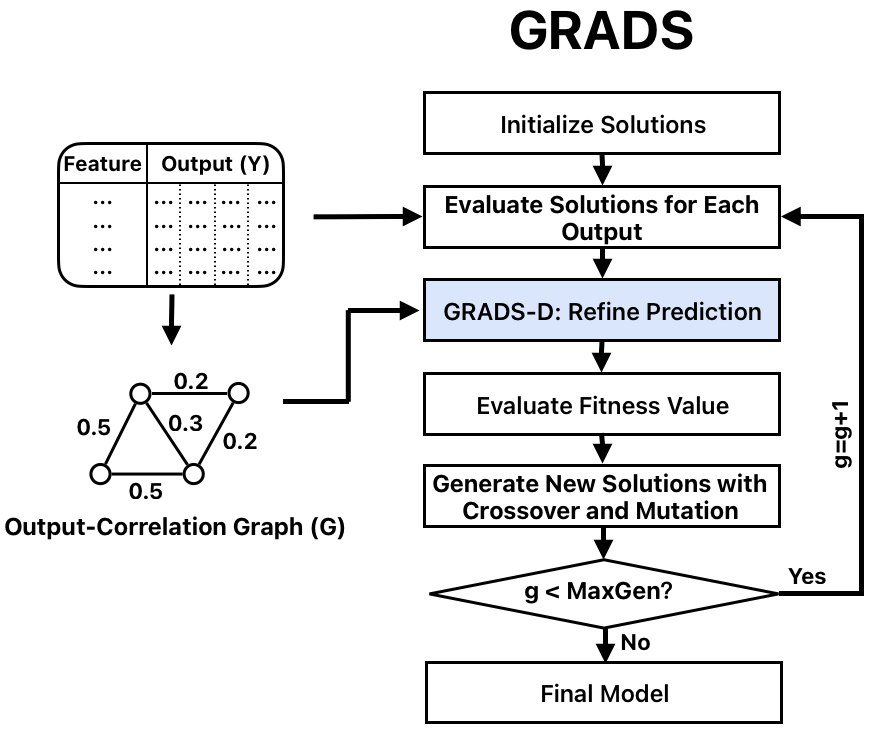 GRADS
Initialize Solutions
Feature
Output (Y)
... ... ... ... ...
... ... ... ... ...
... ... ... ... ...
... ... ... ... ...
Evaluate Solutions for Each
Output
GRADS-D: Refine Prediction
0.2
0.5
0.3
0.2
0.5
Output-Correlation Graph (G)
Evaluate Fitness Value
g=g+1
Generate New Solutions with
Crossover and Mutation
g < MaxGen?
Yes
No
Final Model